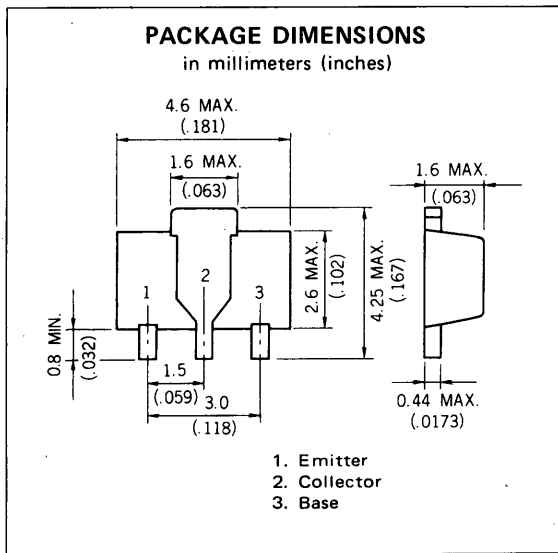 PACKAGE DIMENSIONS
in millimeters (inches)
4.6 MAX.
(.181)
1.6 MAX.
(.063)
1.6 MAX.
(.063)
2.6 MAX.
(.102)
4.25 MAX.
(.167)
1
2
3
0.8 MIN.
(.032)
1.5
(.059)
3.0
(.118)
0.44 MAX.
(.0173)
1. Emitter
2. Collector
3. Base